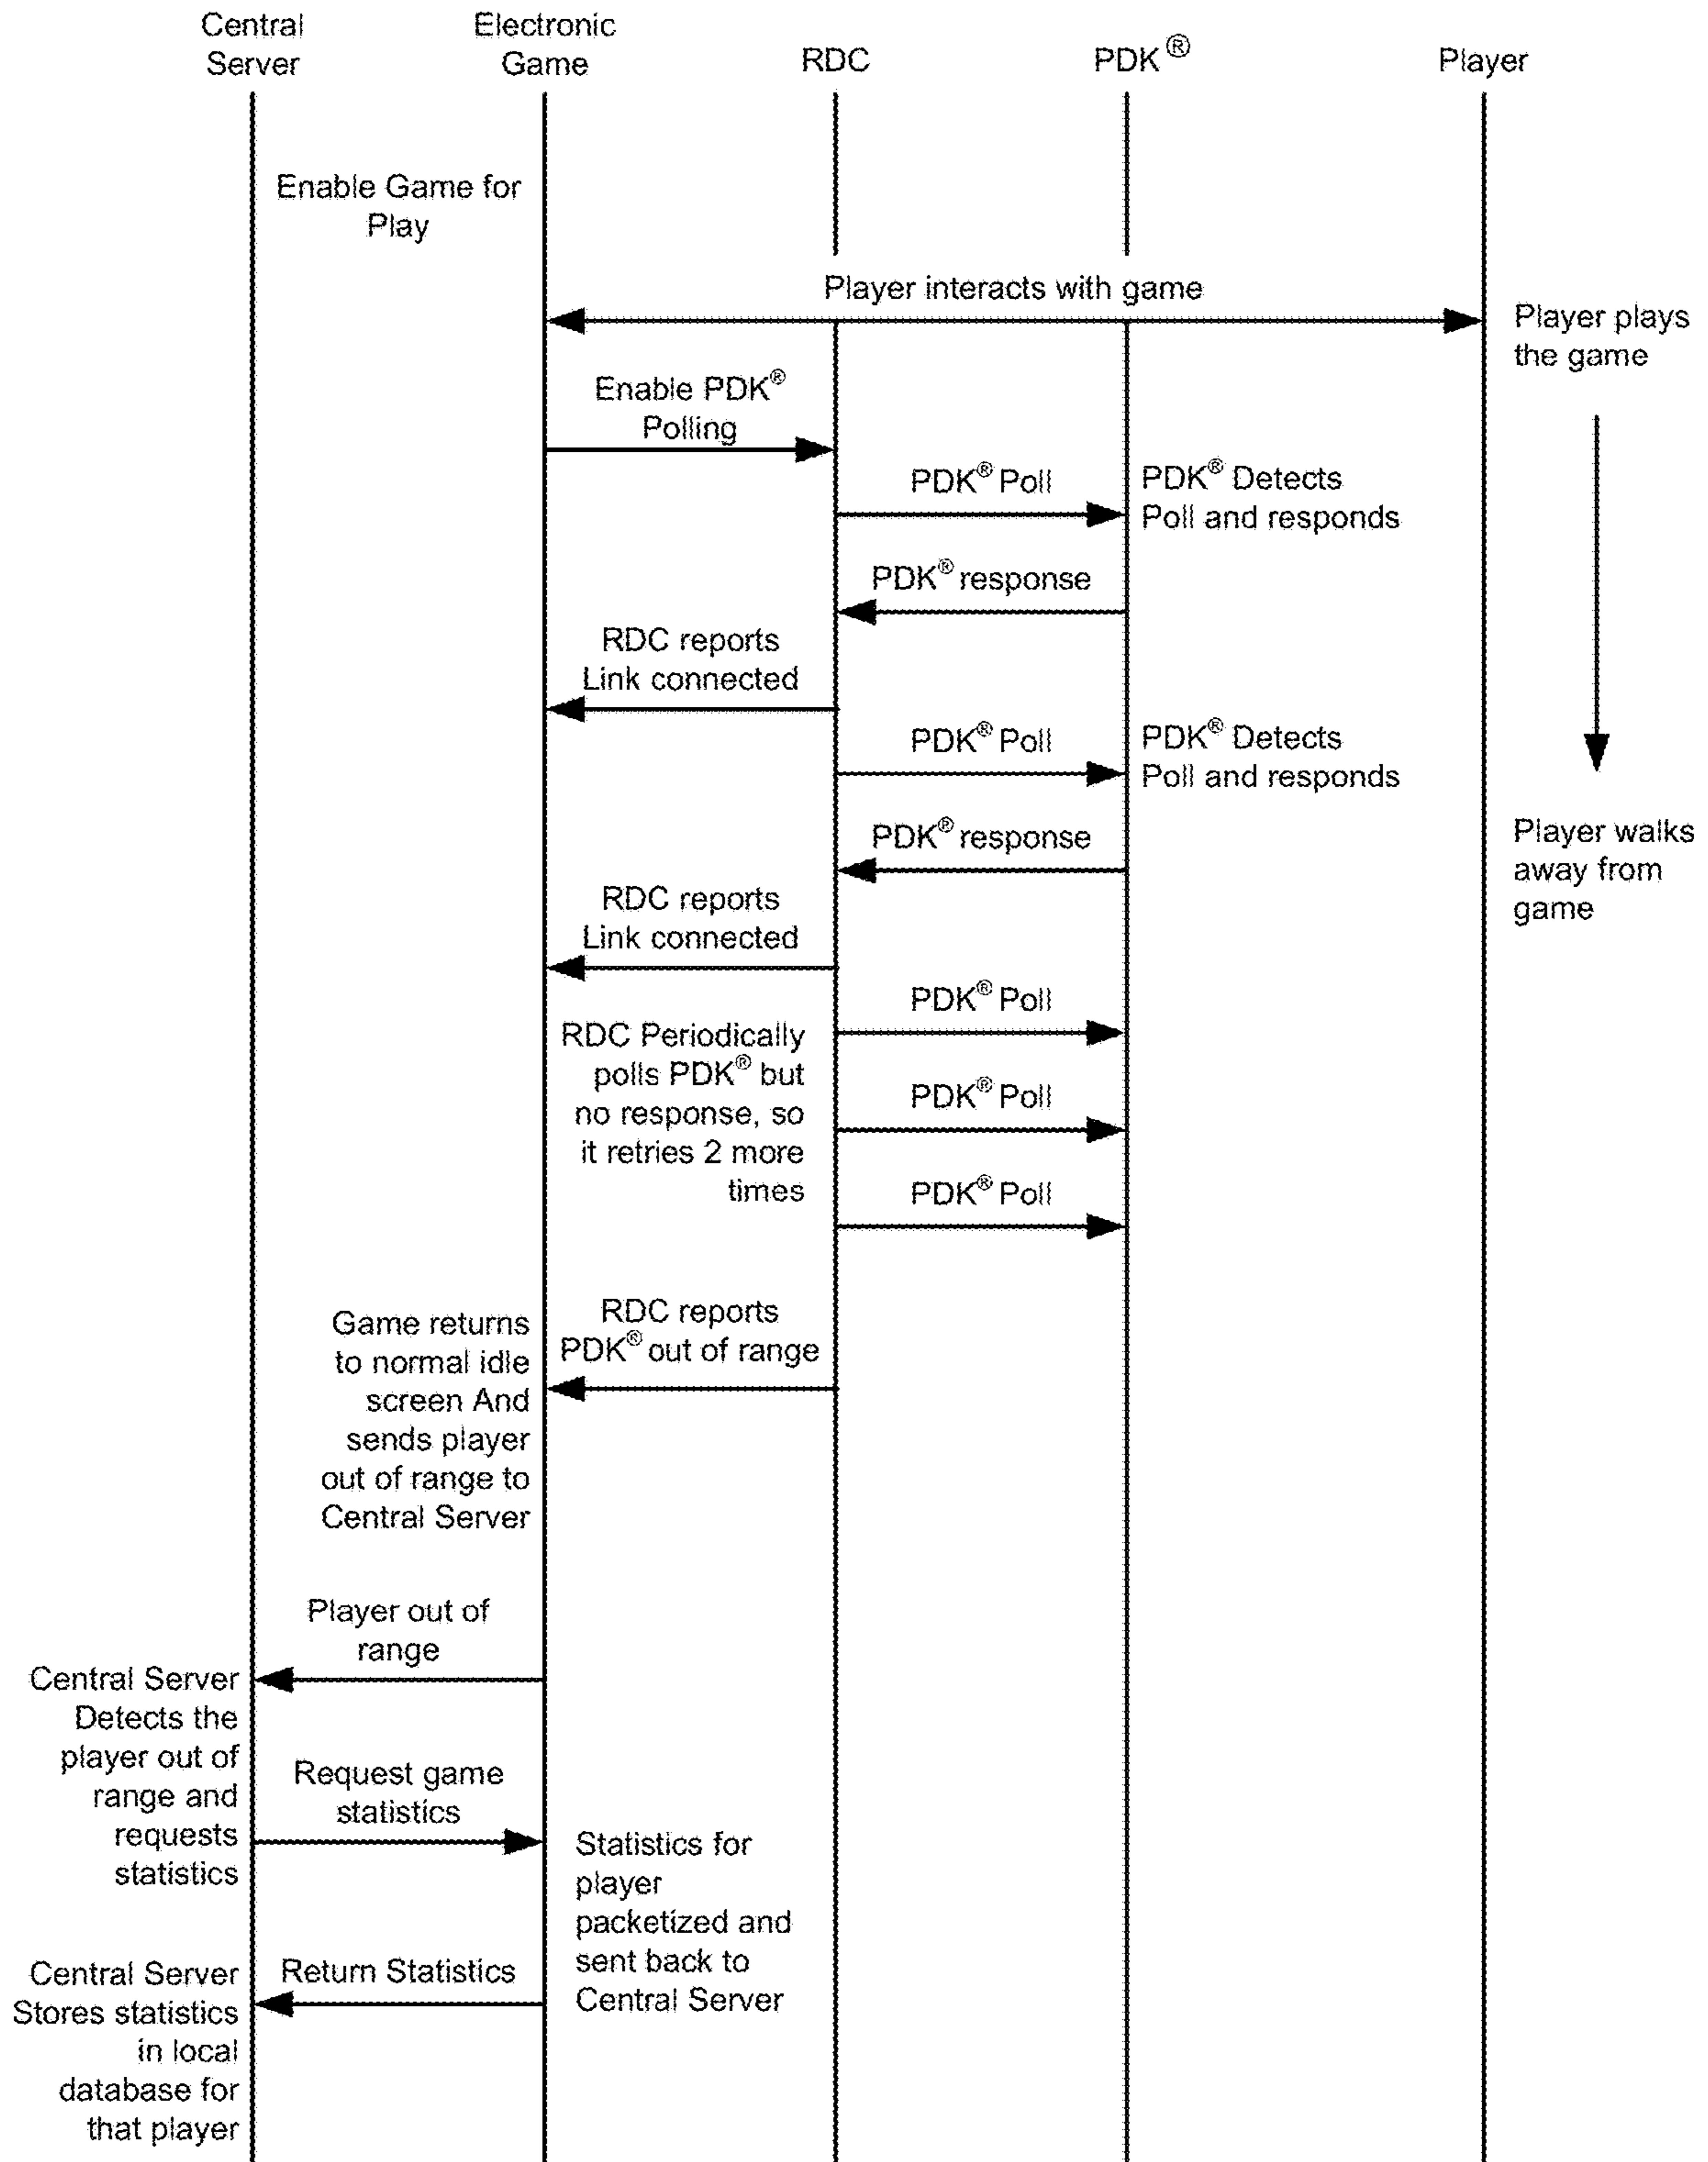 Central
Server
Electronic
Game
RDC
PDK®
Player
Enable Game for
Play
Player interacts with game
Player plays
the game
Enable PDK®
Polling
PDK® Poll
PDK® Detects
Poll and responds
PDK® response
RDC reports
Link connected
PDK® Poll
PDK® Detects
Poll and responds
PDK® response
Player walks
away from
game
RDC reports
Link connected
PDK® Poll
RDC Periodically
polls PDK® but
no response, so
it retries 2 more
times
PDK® Poll
PDK® Poll
RDC reports
PDK® out of range
Game returns
to normal idle
screen And
sends player
out of range to
Central Server
Player out of
range
Central Server
Detects the
player out of
range and
requests
statistics
Request game
statistics
Statistics for
player
packetized and
sent back to
Central Server
Return Statistics
Central Server
Stores statistics
in local
database for
that player